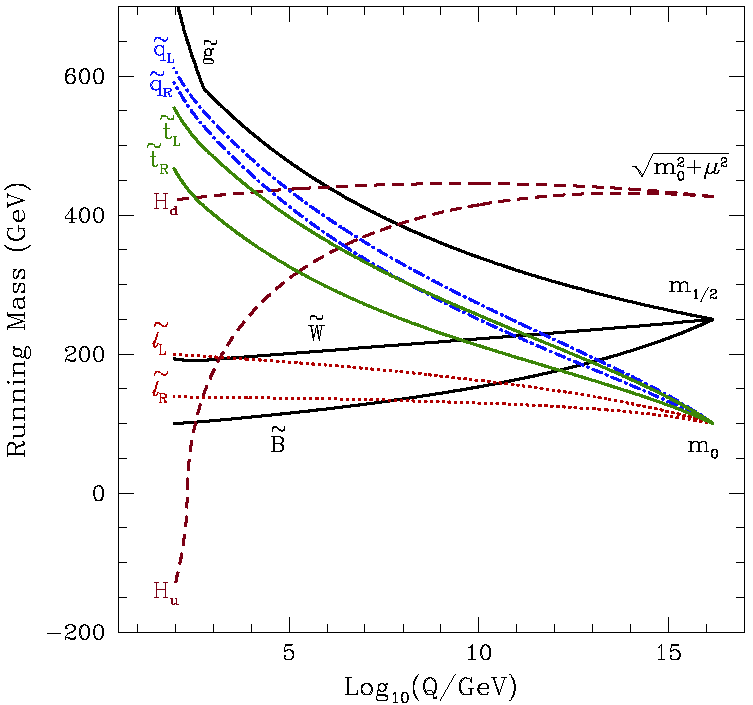 g̃
q̃L
q̃R
t̃L
t̃R
Hd
√m₀²+μ²
m1/2
W̃
l̃L
l̃R
B̃
m0
Hu
600
400
200
0
−200
5
10
15
Running Mass (GeV)
Log10(Q/GeV)